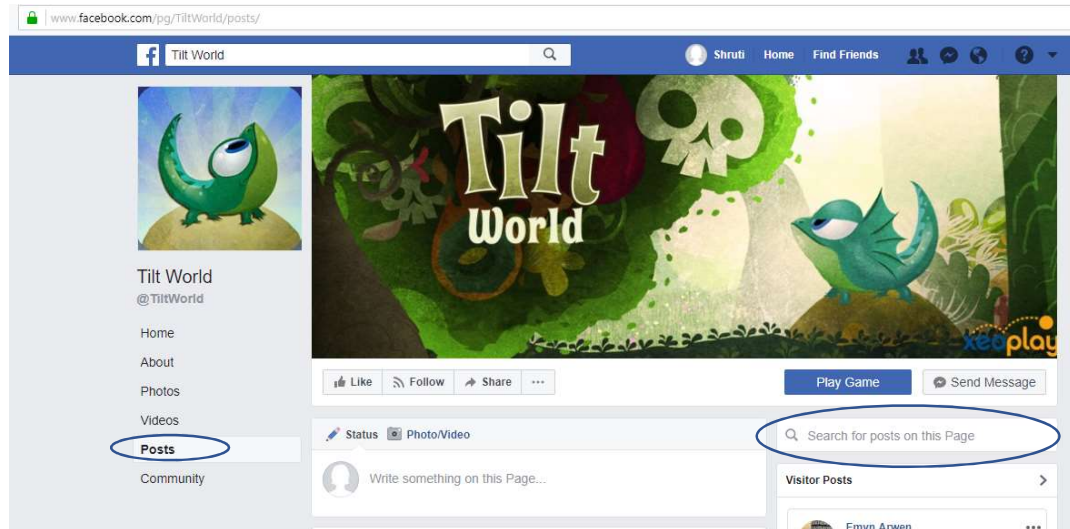 www.facebook.com/pg/TiltWorld/posts/
Tilt World
Shruti Home Find Friends
Tilt
World
xeoplay
Tilt World
@TiltWorld
Home
About
Photos
Videos
Posts
Community
Like Follow Share ...
Play Game Send Message
Status Photo/Video
Write something on this Page...
Search for posts on this Page
Visitor Posts
Emyn Arwen